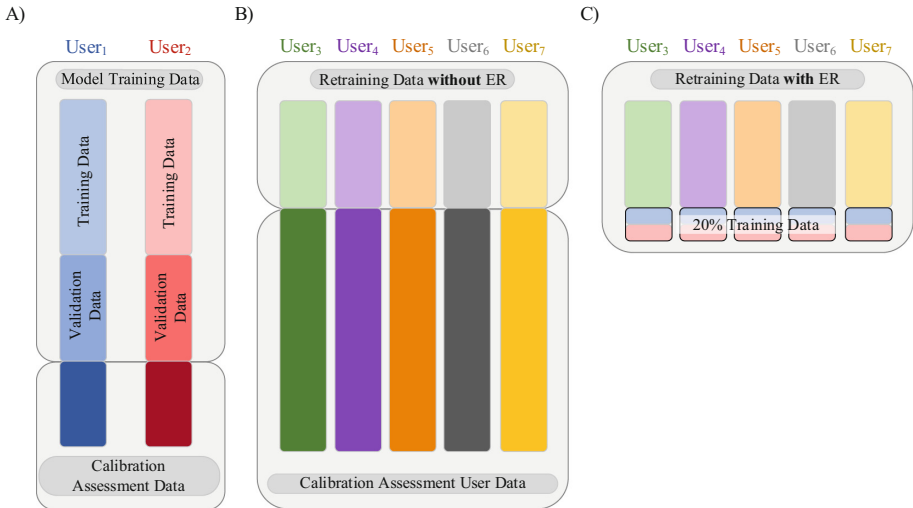 A)
User₁
User₂
Model Training Data
Training Data
Training Data
Validation
Data
Validation
Data
Calibration
Assessment Data
B)
User₃
User₄
User₅
User₆
User₇
Retraining Data without ER
Calibration Assessment User Data
C)
User₃
User₄
User₅
User₆
User₇
Retraining Data with ER
20% Training Data